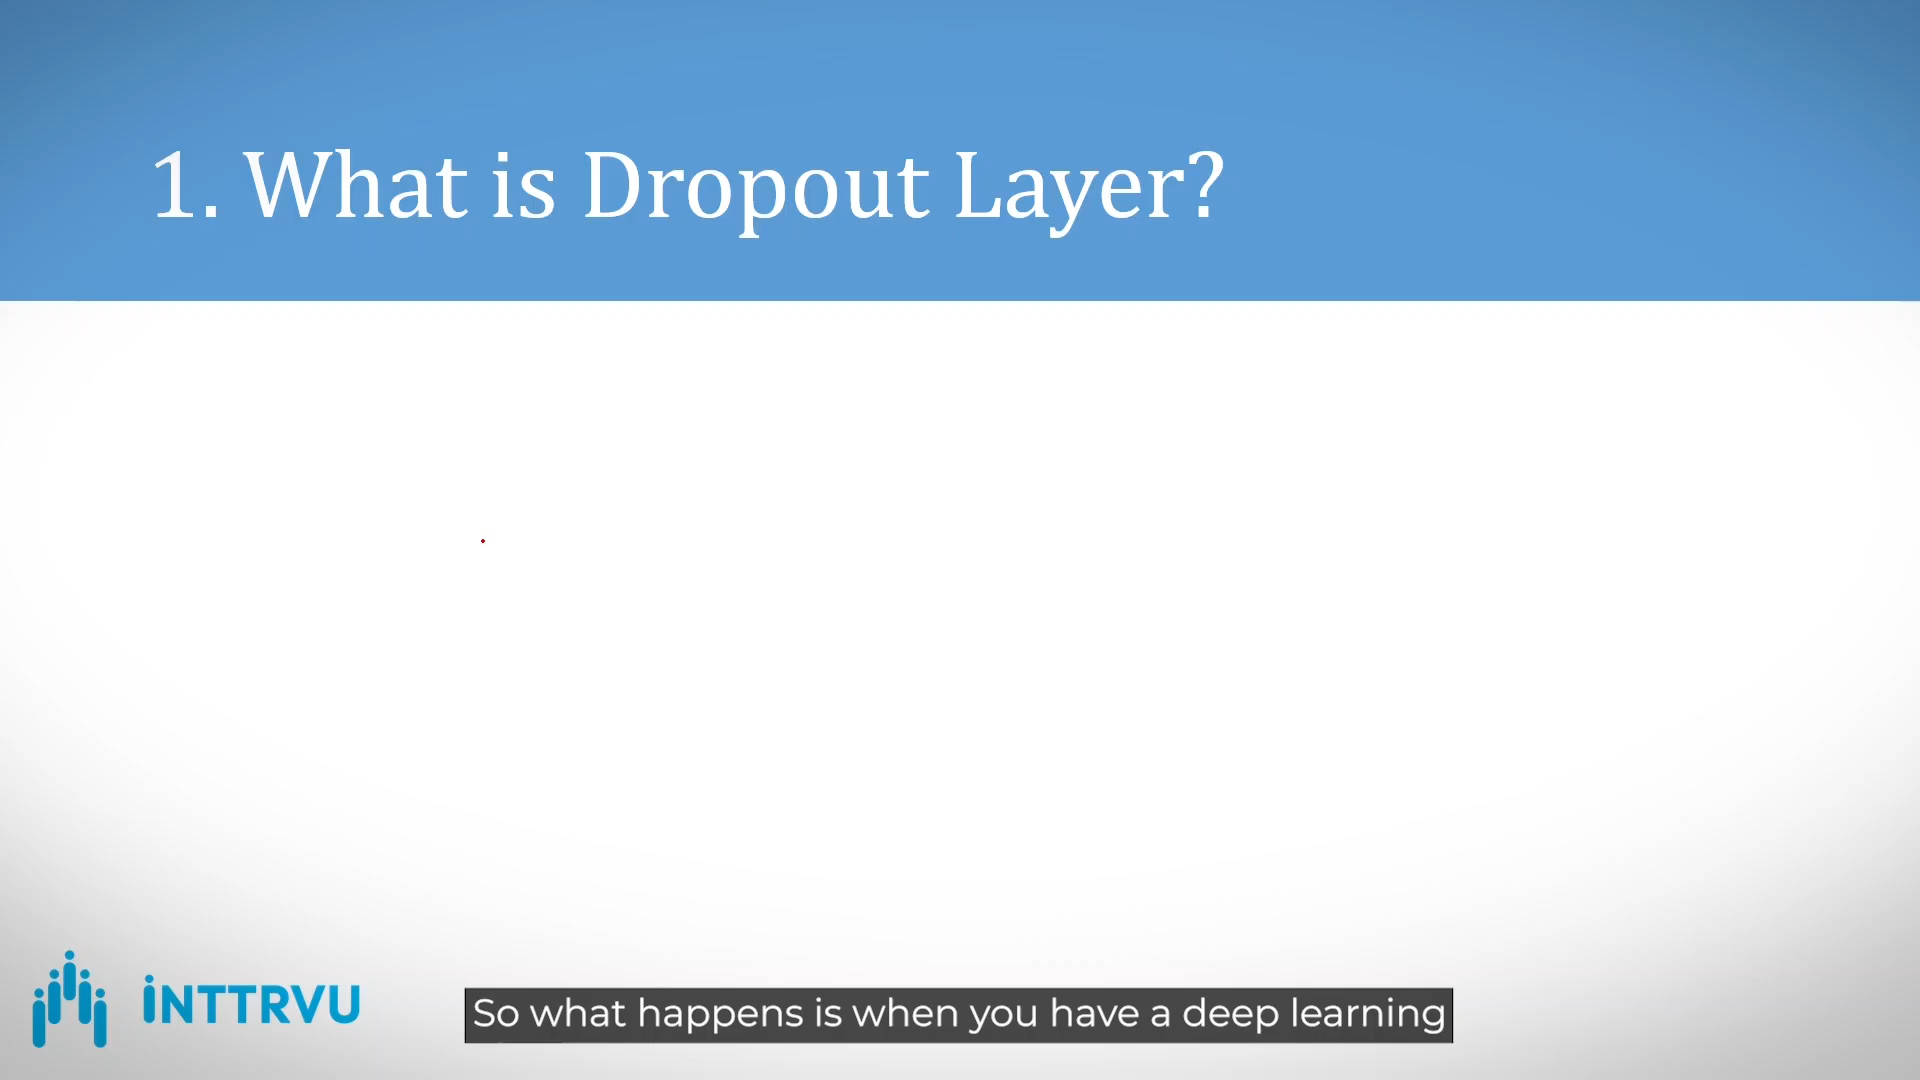 1. What is Dropout Layer?
iNTTRVU
So what happens is when you have a deep learning